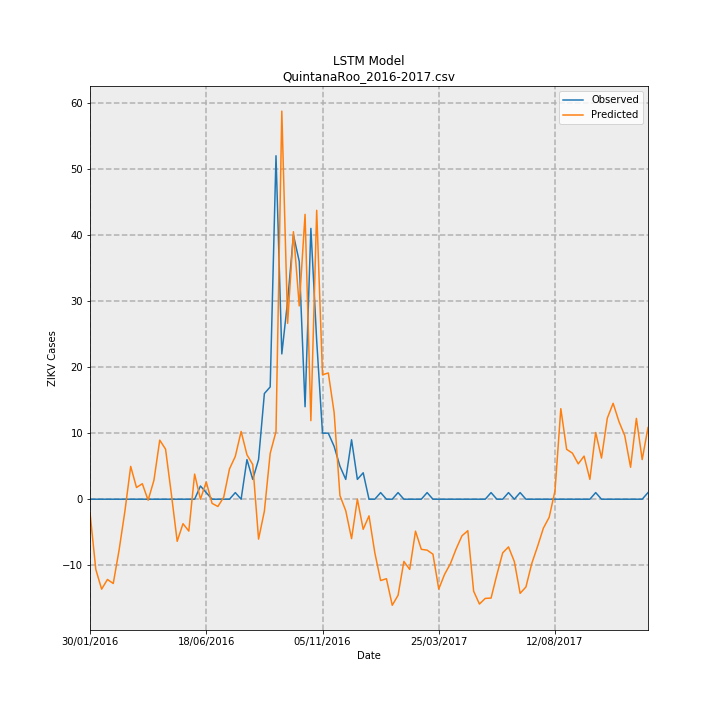 LSTM Model
QuintanaRoo_2016-2017.csv
Observed
Predicted
60
50
40
30
20
10
0
−10
ZIKV Cases
30/01/2016
18/06/2016
05/11/2016
25/03/2017
12/08/2017
Date